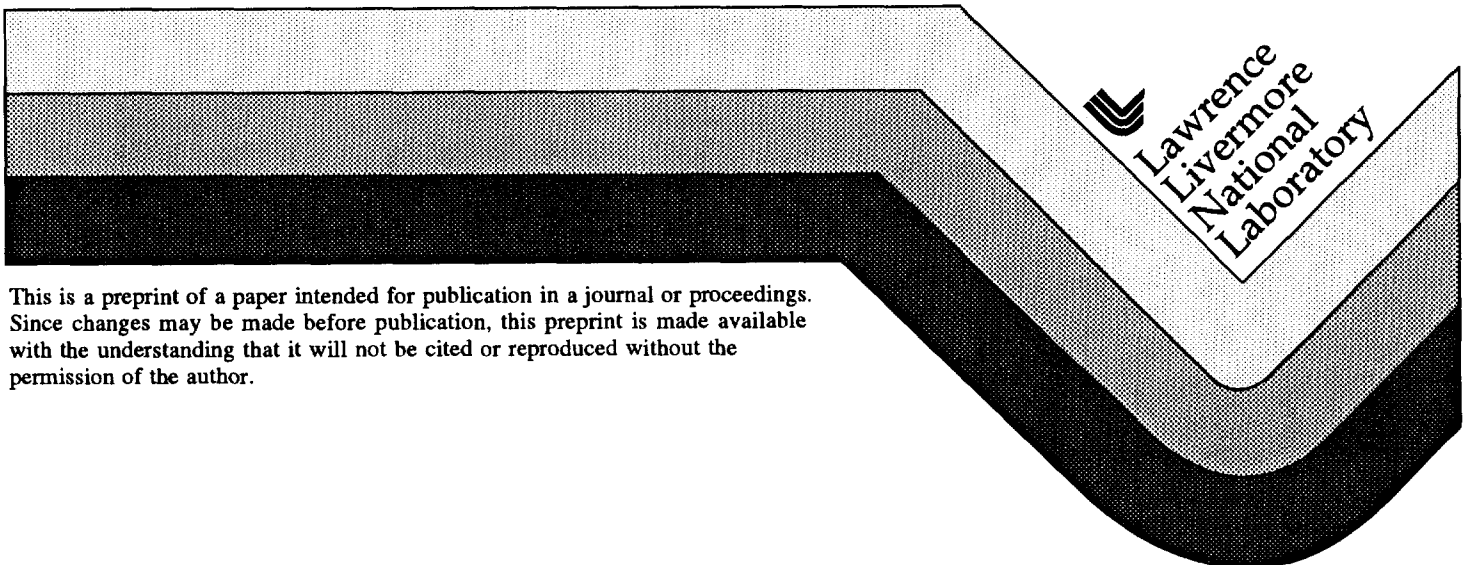 Lawrence
Livermore
National
Laboratory
This is a preprint of a paper intended for publication in a journal or proceedings.
Since changes may be made before publication, this preprint is made available
with the understanding that it will not be cited or reproduced without the
permission of the author.